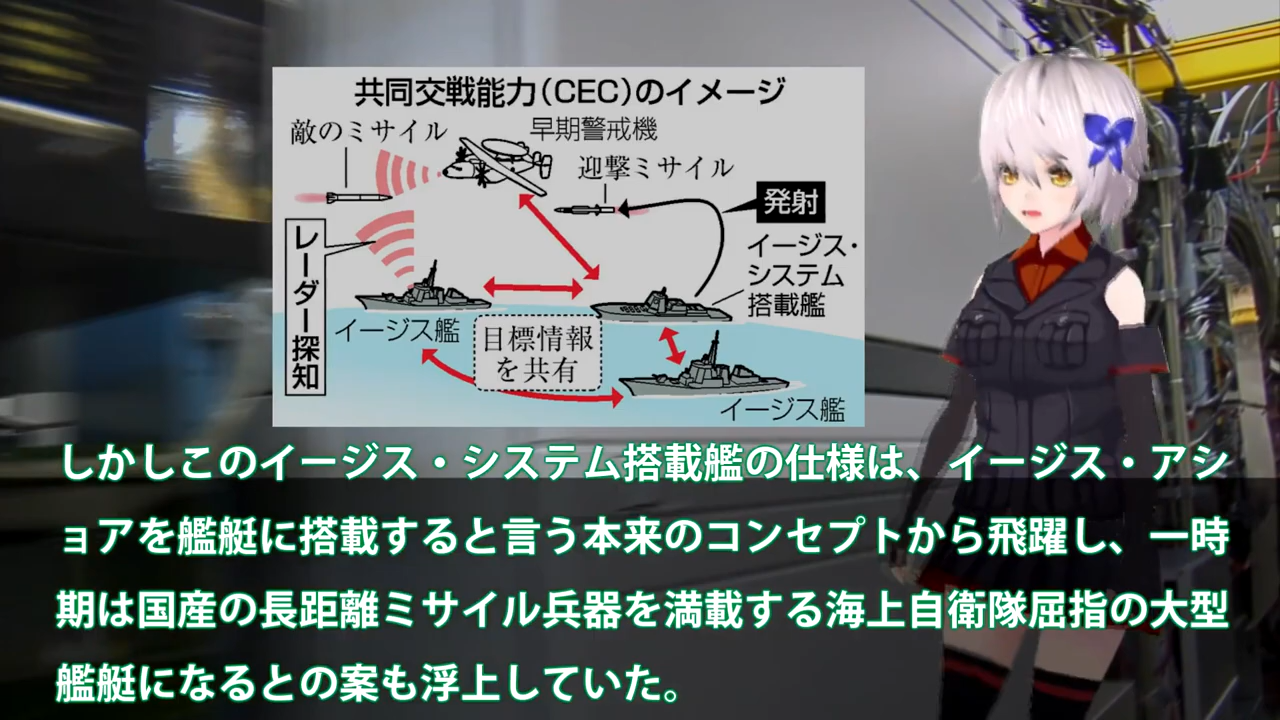 共同交戦能力(CEC)のイメージ
敵のミサイル
早期警戒機
迎撃ミサイル
発射
レーダー探知
イージス・
システム
搭載艦
イージス艦
目標情報
を共有
イージス艦
しかしこのイージス・システム搭載艦の仕様は、イージス・アシ
ョアを艦艇に搭載すると言う本来のコンセプトから飛躍し、一時
期は国産の長距離ミサイル兵器を満載する海上自衛隊屈指の大型
艦艇になるとの案も浮上していた。